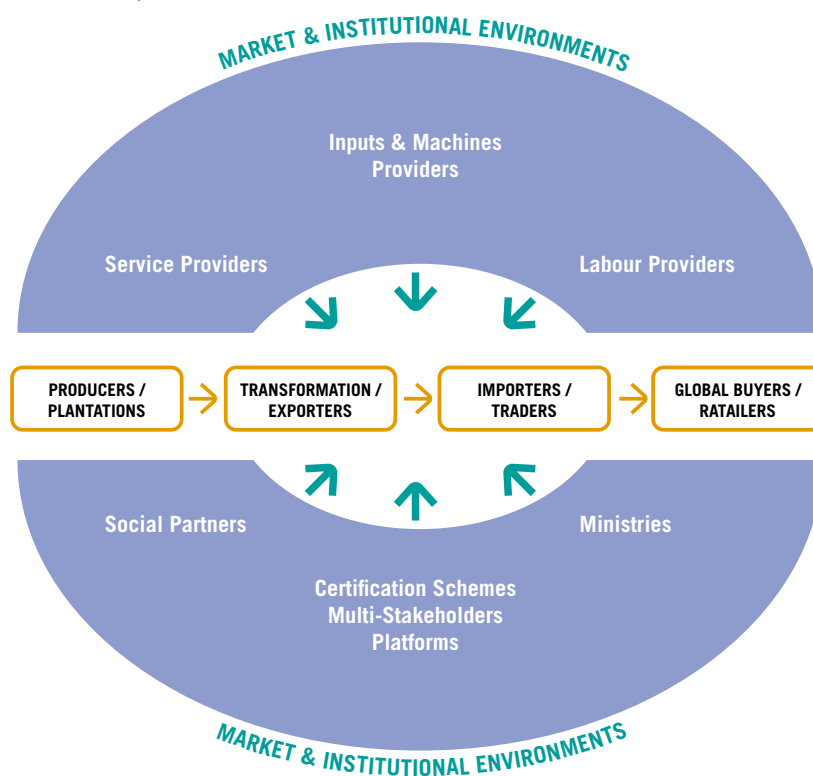 MARKET & INSTITUTIONAL ENVIRONMENTS
Inputs & Machines
Providers
Service Providers
Labour Providers
PRODUCERS /
PLANTATIONS
TRANSFORMATION /
EXPORTERS
IMPORTERS /
TRADERS
GLOBAL BUYERS /
RATAILERS
Social Partners
Ministries
Certification Schemes
Multi-Stakeholders
Platforms
MARKET & INSTITUTIONAL ENVIRONMENTS